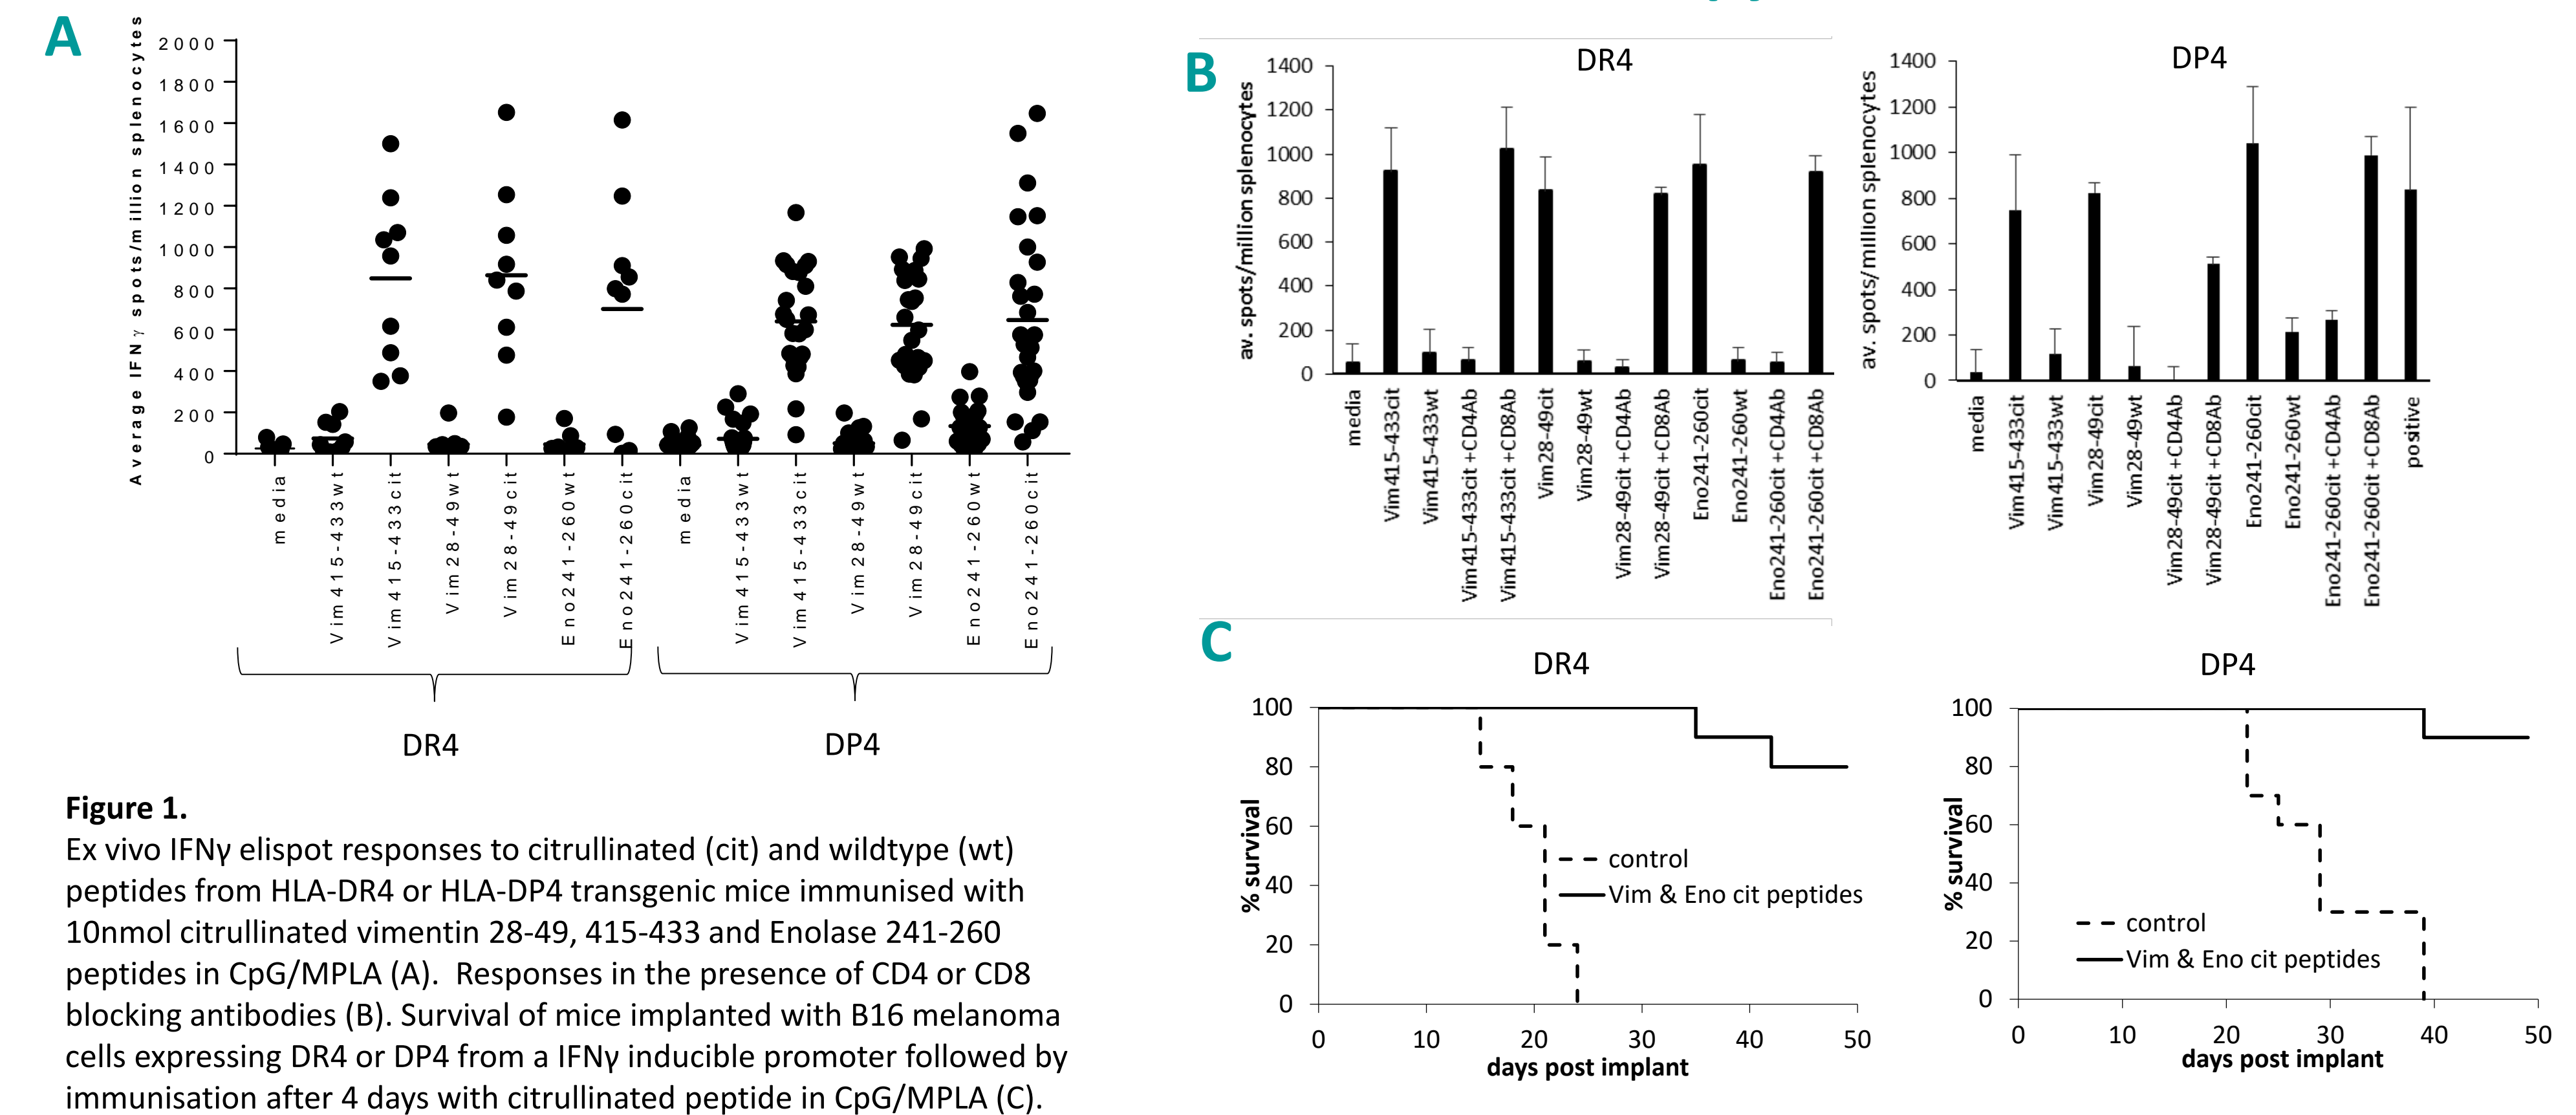 A
Average IFNγ spots/million splenocytes
2000
1800
1600
1400
1200
1000
800
600
400
200
0
media
Vim415-433wt
Vim415-433cit
Vim28-49wt
Vim28-49cit
Eno241-260wt
Eno241-260cit
media
Vim415-433wt
Vim415-433cit
Vim28-49wt
Vim28-49cit
Eno241-260wt
Eno241-260cit
DR4
DP4
B
DR4
av. spots/million splenocytes
1400
1200
1000
800
600
400
200
0
media
Vim415-433cit
Vim415-433wt
Vim415-433cit +CD4Ab
Vim415-433cit +CD8Ab
Vim28-49cit
Vim28-49wt
Vim28-49cit +CD4Ab
Vim28-49cit +CD8Ab
Eno241-260cit
Eno241-260wt
Eno241-260cit +CD4Ab
Eno241-260cit +CD8Ab
DP4
av. spots/million splenocytes
1400
1200
1000
800
600
400
200
0
media
Vim415-433cit
Vim415-433wt
Vim28-49cit
Vim28-49wt
Vim28-49cit +CD4Ab
Vim28-49cit +CD8Ab
Eno241-260cit
Eno241-260wt
Eno241-260cit +CD4Ab
Eno241-260cit +CD8Ab
positive
C
DR4
% survival
100
80
60
40
20
0
control
Vim & Eno cit peptides
0 10 20 30 40 50
days post implant
DP4
% survival
100
80
60
40
20
0
control
Vim & Eno cit peptides
0 10 20 30 40 50
days post implant
Figure 1.
Ex vivo IFNγ elispot responses to citrullinated (cit) and wildtype (wt)
peptides from HLA-DR4 or HLA-DP4 transgenic mice immunised with
10nmol citrullinated vimentin 28-49, 415-433 and Enolase 241-260
peptides in CpG/MPLA (A). Responses in the presence of CD4 or CD8
blocking antibodies (B). Survival of mice implanted with B16 melanoma
cells expressing DR4 or DP4 from a IFNγ inducible promoter followed by
immunisation after 4 days with citrullinated peptide in CpG/MPLA (C).